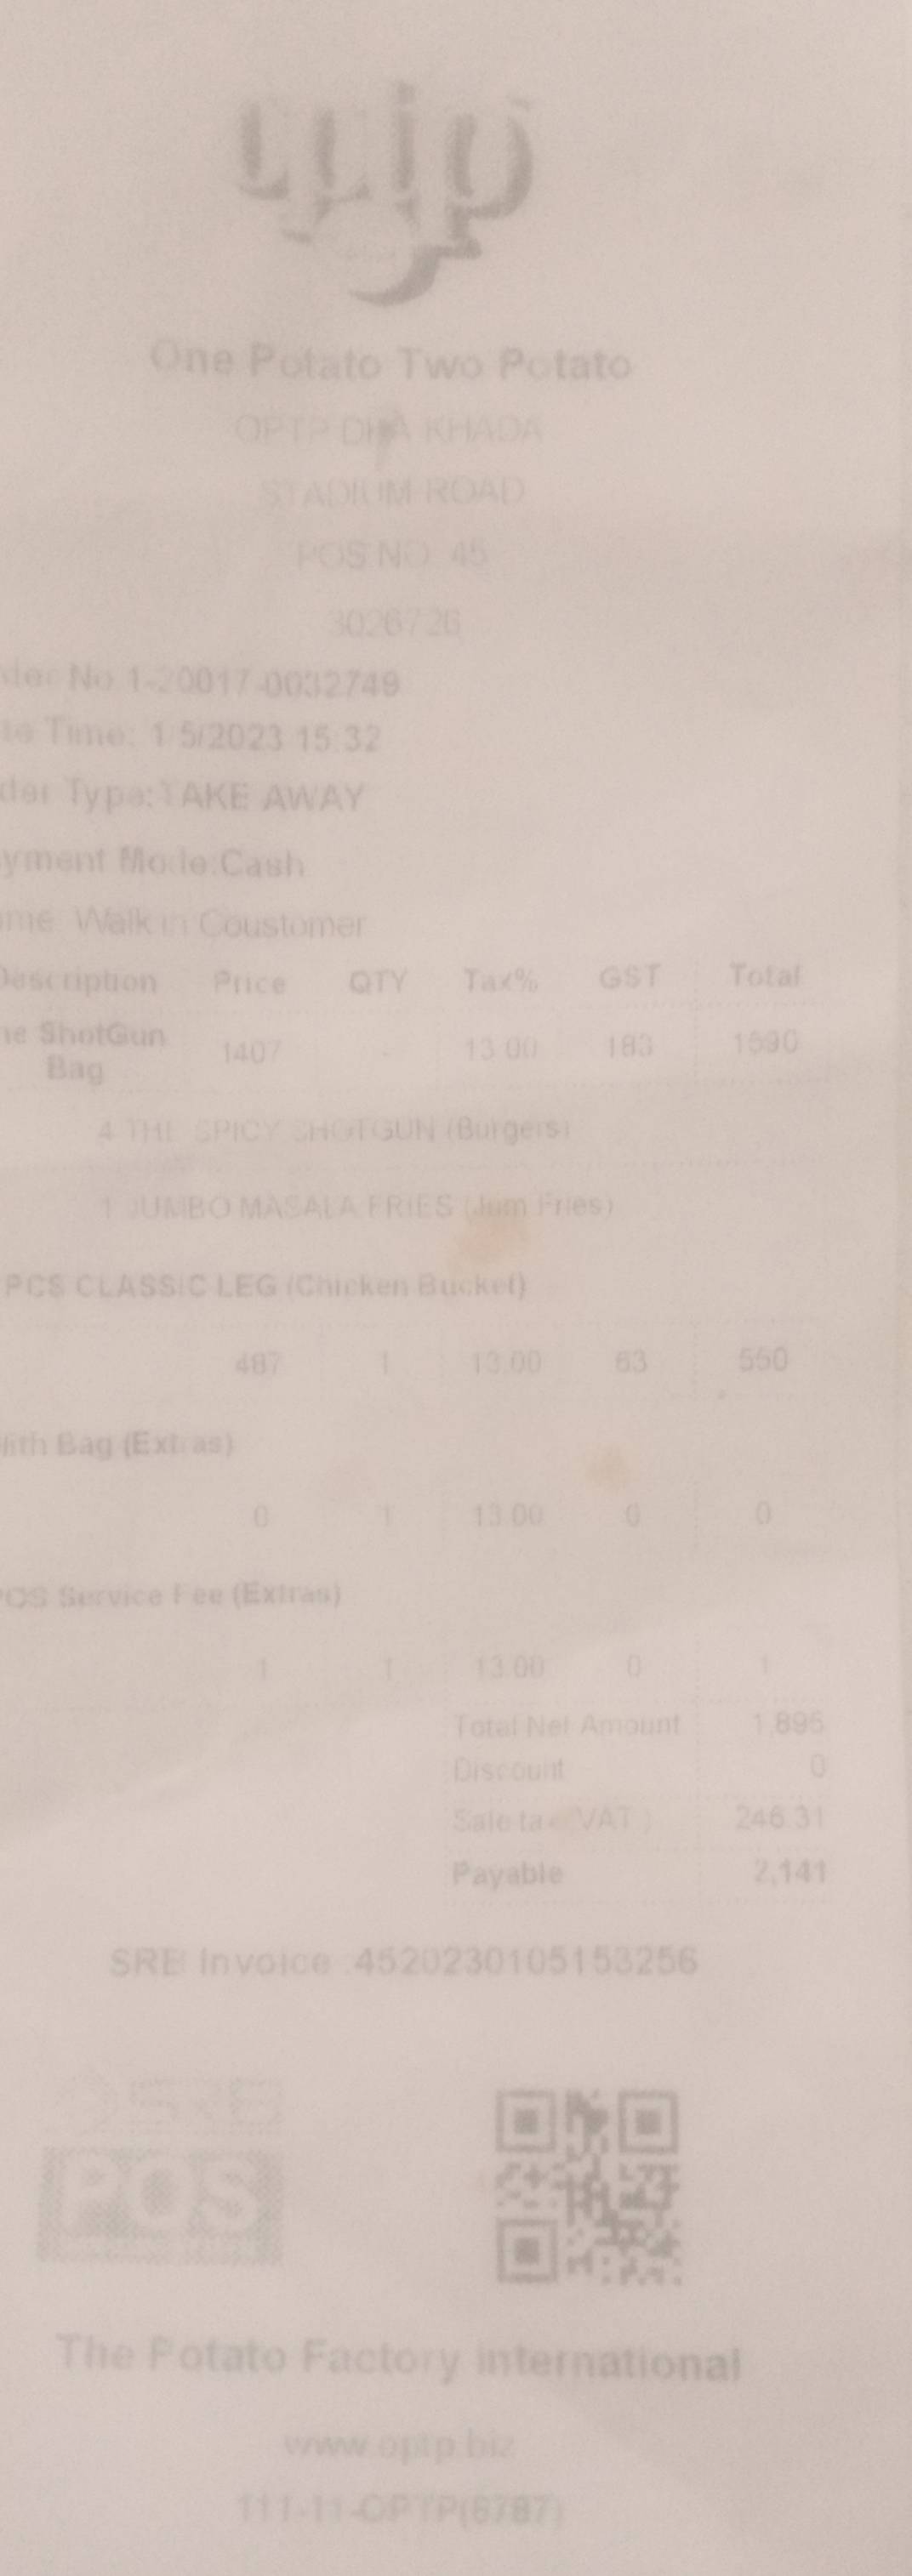 optp
One Potato Two Potato
OPTP DHA KHADA
STADIUM ROAD
POS NO 45
3026726
der No 1-20017-0032749
te Time: 1/5/2023 15:32
der Type:TAKE AWAY
yment Mode:Cash
ame Walk in Coustomer
Description Price QTY Tax% GST Total
he ShotGun Bag 1407 - 13.00 183 1590
4 THE SPICY SHOTGUN (Burgers)
1 JUMBO MASALA FRIES (Jum Fries)
PCS CLASSIC LEG (Chicken Bucket)
487 1 13.00 63 550
With Bag (Extras)
0 1 13.00 0 0
POS Service Fee (Extras)
1 1 13.00 0 1
Total Net Amount 1,895
Discount 0
Sale tax (VAT ) 246.31
Payable 2,141
SRB Invoice :4520230105153256
SRB
POS
The Potato Factory International
www.optp.biz
111-11-OPTP(6787)